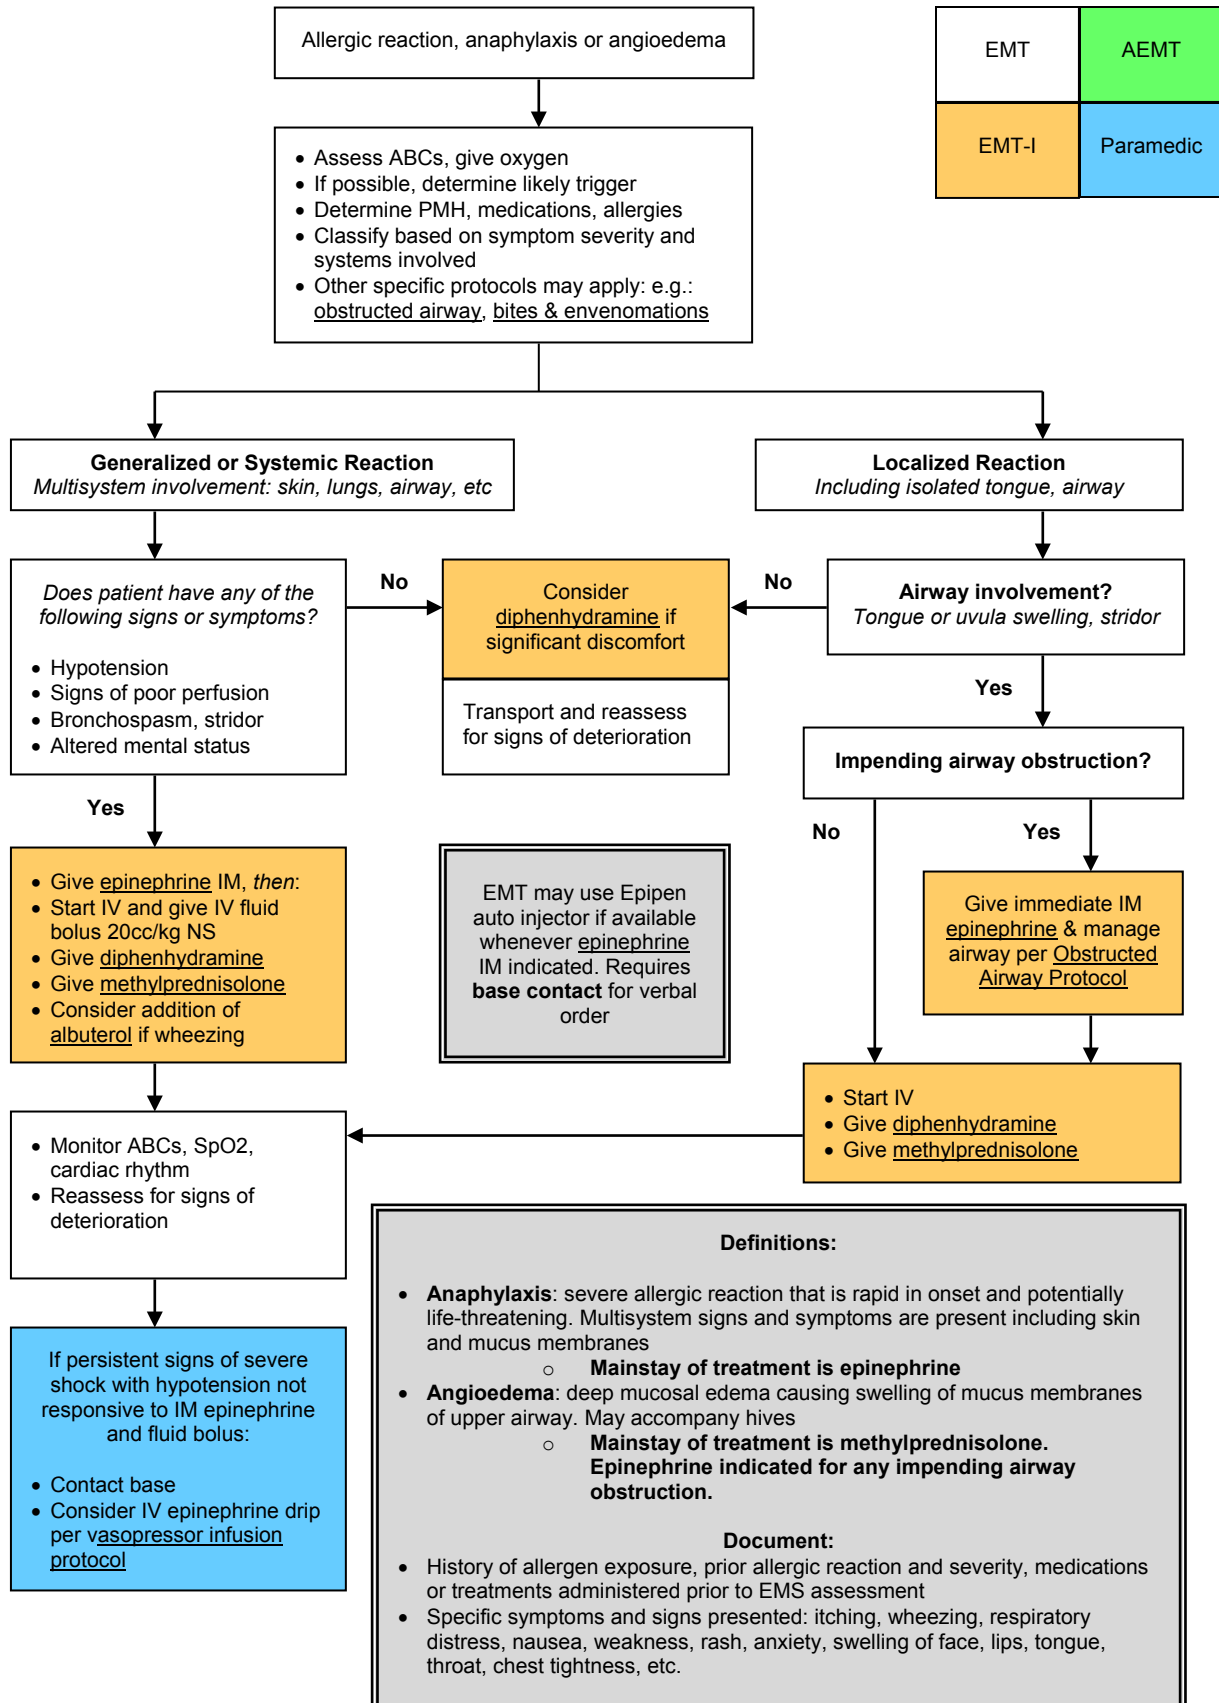 Allergic reaction, anaphylaxis or angioedema
EMT
AEMT
EMT-I
Paramedic
• Assess ABCs, give oxygen
• If possible, determine likely trigger
• Determine PMH, medications, allergies
• Classify based on symptom severity and
systems involved
• Other specific protocols may apply: e.g.:
obstructed airway, bites & envenomations
Generalized or Systemic Reaction
Multisystem involvement: skin, lungs, airway, etc
Localized Reaction
Including isolated tongue, airway
Does patient have any of the
following signs or symptoms?
• Hypotension
• Signs of poor perfusion
• Bronchospasm, stridor
• Altered mental status
No
Consider
diphenhydramine if
significant discomfort
Transport and reassess
for signs of deterioration
No
Airway involvement?
Tongue or uvula swelling, stridor
Yes
Impending airway obstruction?
Yes
No
Yes
• Give epinephrine IM, then:
• Start IV and give IV fluid
bolus 20cc/kg NS
• Give diphenhydramine
• Give methylprednisolone
• Consider addition of
albuterol if wheezing
EMT may use Epipen
auto injector if available
whenever epinephrine
IM indicated. Requires
base contact for verbal
order
Give immediate IM
epinephrine & manage
airway per Obstructed
Airway Protocol
• Start IV
• Give diphenhydramine
• Give methylprednisolone
• Monitor ABCs, SpO2,
cardiac rhythm
• Reassess for signs of
deterioration
If persistent signs of severe
shock with hypotension not
responsive to IM epinephrine
and fluid bolus:
• Contact base
• Consider IV epinephrine drip
per vasopressor infusion
protocol
Definitions:
• Anaphylaxis: severe allergic reaction that is rapid in onset and potentially
life-threatening. Multisystem signs and symptoms are present including skin
and mucus membranes
o Mainstay of treatment is epinephrine
• Angioedema: deep mucosal edema causing swelling of mucus membranes
of upper airway. May accompany hives
o Mainstay of treatment is methylprednisolone.
Epinephrine indicated for any impending airway
obstruction.
Document:
• History of allergen exposure, prior allergic reaction and severity, medications
or treatments administered prior to EMS assessment
• Specific symptoms and signs presented: itching, wheezing, respiratory
distress, nausea, weakness, rash, anxiety, swelling of face, lips, tongue,
throat, chest tightness, etc.